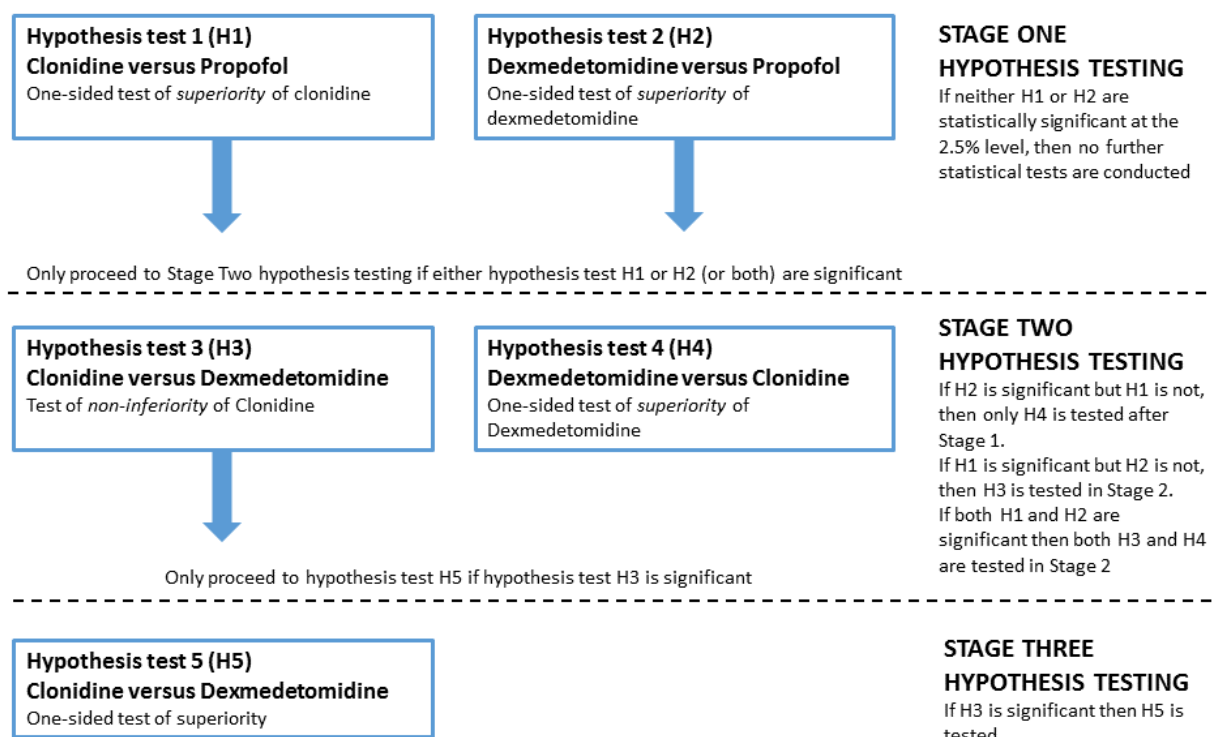 Hypothesis test 1 (H1)
Clonidine versus Propofol
One-sided test of superiority of clonidine
Hypothesis test 2 (H2)
Dexmedetomidine versus Propofol
One-sided test of superiority of
dexmedetomidine
STAGE ONE
HYPOTHESIS TESTING
If neither H1 or H2 are
statistically significant at the
2.5% level, then no further
statistical tests are conducted
Only proceed to Stage Two hypothesis testing if either hypothesis test H1 or H2 (or both) are significant
Hypothesis test 3 (H3)
Clonidine versus Dexmedetomidine
Test of non-inferiority of Clonidine
Hypothesis test 4 (H4)
Dexmedetomidine versus Clonidine
One-sided test of superiority of
Dexmedetomidine
STAGE TWO
HYPOTHESIS TESTING
If H2 is significant but H1 is not,
then only H4 is tested after
Stage 1.
If H1 is significant but H2 is not,
then H3 is tested in Stage 2.
If both H1 and H2 are
significant then both H3 and H4
are tested in Stage 2
Only proceed to hypothesis test H5 if hypothesis test H3 is significant
Hypothesis test 5 (H5)
Clonidine versus Dexmedetomidine
One-sided test of superiority
STAGE THREE
HYPOTHESIS TESTING
If H3 is significant then H5 is
tested